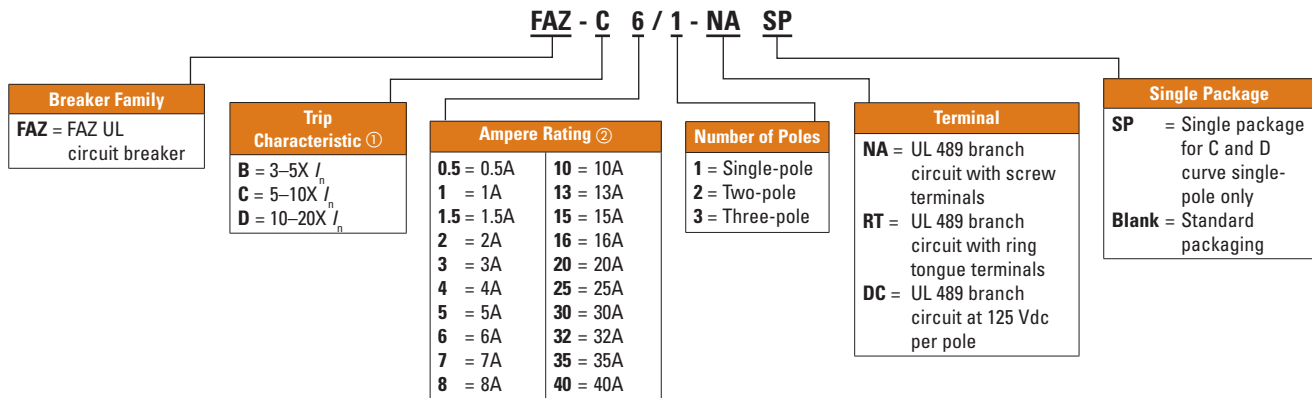 FAZ - C 6 / 1 - NA SP
Breaker Family
FAZ = FAZ UL
circuit breaker
Trip
Characteristic ①
B = 3–5X In
C = 5–10X In
D = 10–20X In
Ampere Rating ②
0.5 = 0.5A
1 = 1A
1.5 = 1.5A
2 = 2A
3 = 3A
4 = 4A
5 = 5A
6 = 6A
7 = 7A
8 = 8A
10 = 10A
13 = 13A
15 = 15A
16 = 16A
20 = 20A
25 = 25A
30 = 30A
32 = 32A
35 = 35A
40 = 40A
Number of Poles
1 = Single-pole
2 = Two-pole
3 = Three-pole
Terminal
NA = UL 489 branch
circuit with screw
terminals
RT = UL 489 branch
circuit with ring
tongue terminals
DC = UL 489 branch
circuit at 125 Vdc
per pole
Single Package
SP = Single package
for C and D
curve single-
pole only
Blank = Standard
packaging